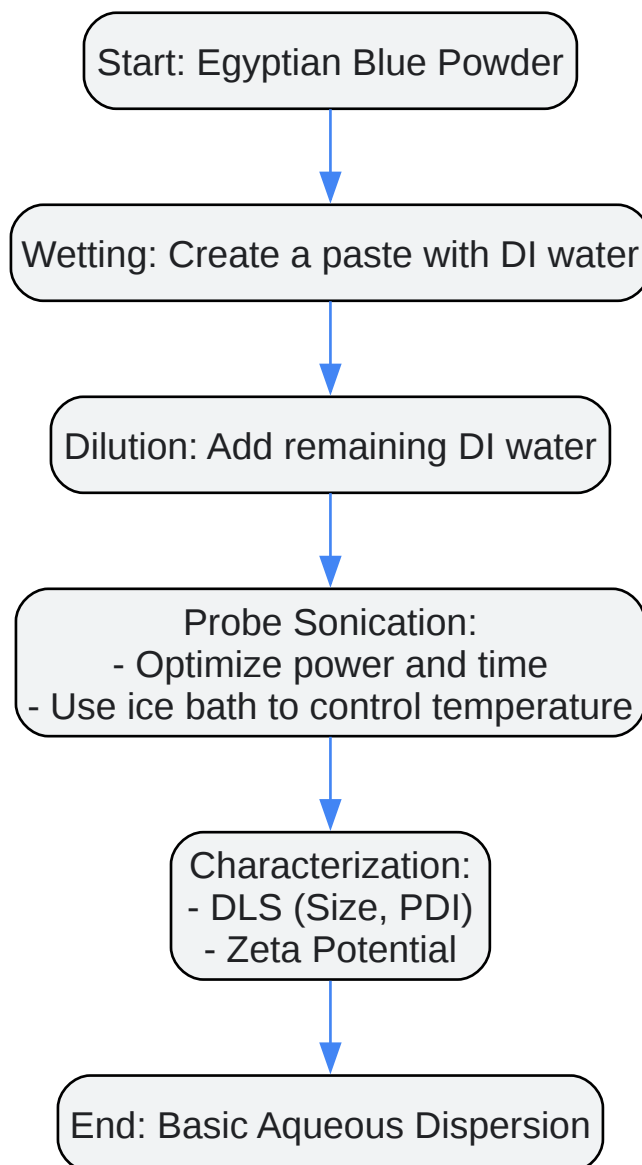 Start: Egyptian Blue Powder
Wetting: Create a paste with DI water
Dilution: Add remaining DI water
Probe Sonication:
- Optimize power and time
- Use ice bath to control temperature
Characterization:
- DLS (Size, PDI)
- Zeta Potential
End: Basic Aqueous Dispersion